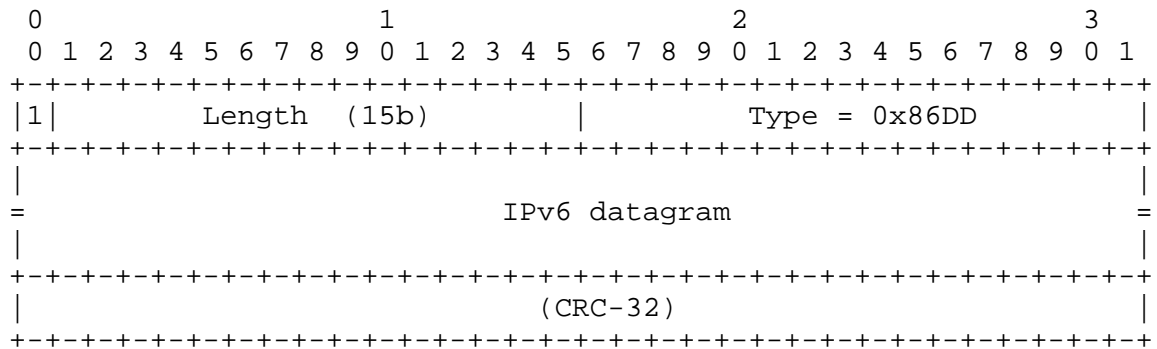 0                   1                   2                   3
 0 1 2 3 4 5 6 7 8 9 0 1 2 3 4 5 6 7 8 9 0 1 2 3 4 5 6 7 8 9 0 1
+-+-+-+-+-+-+-+-+-+-+-+-+-+-+-+-+-+-+-+-+-+-+-+-+-+-+-+-+-+-+-+-+
|1|        Length  (15b)        |         Type = 0x86DD         |
+-+-+-+-+-+-+-+-+-+-+-+-+-+-+-+-+-+-+-+-+-+-+-+-+-+-+-+-+-+-+-+-+
|                                                               |
=                           IPv6 datagram                       =
|                                                               |
+-+-+-+-+-+-+-+-+-+-+-+-+-+-+-+-+-+-+-+-+-+-+-+-+-+-+-+-+-+-+-+-+
|                             (CRC-32)                          |
+-+-+-+-+-+-+-+-+-+-+-+-+-+-+-+-+-+-+-+-+-+-+-+-+-+-+-+-+-+-+-+-+